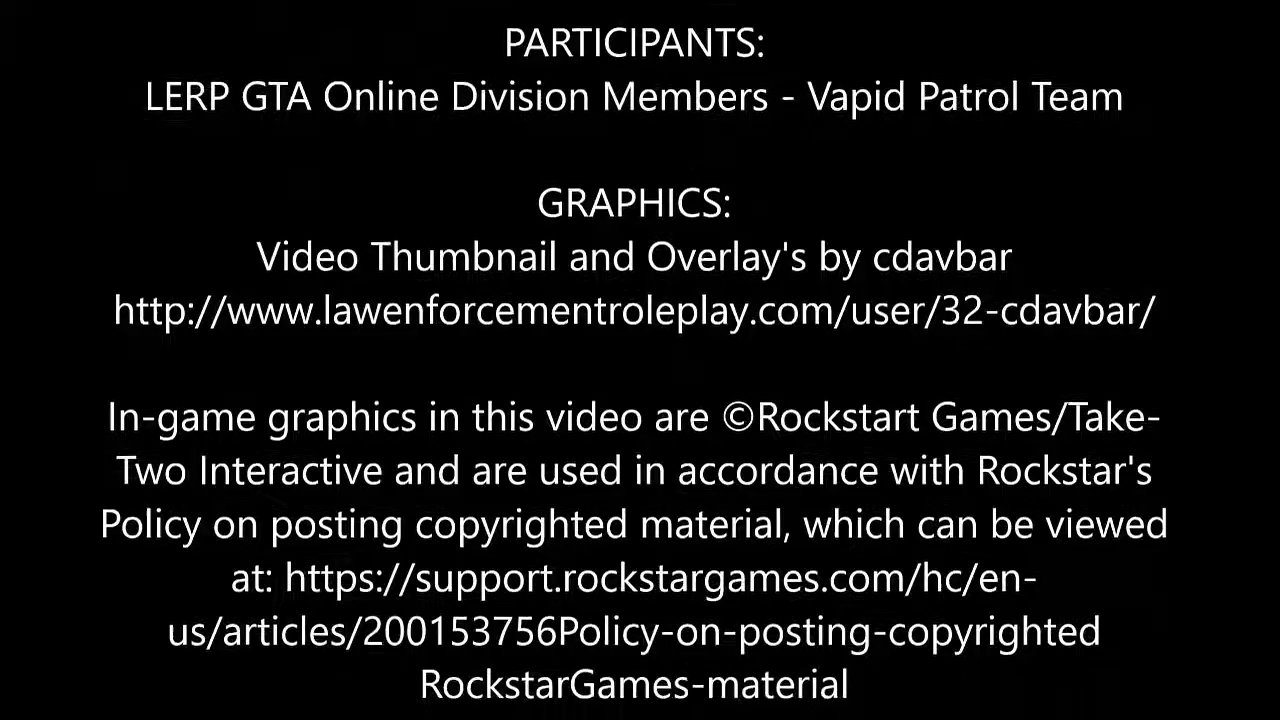 PARTICIPANTS:
LERP GTA Online Division Members - Vapid Patrol Team
GRAPHICS:
Video Thumbnail and Overlay's by cdavbar
http://www.lawenforcementroleplay.com/user/32-cdavbar/
In-game graphics in this video are ©Rockstart Games/Take-
Two Interactive and are used in accordance with Rockstar's
Policy on posting copyrighted material, which can be viewed
at: https://support.rockstargames.com/hc/en-
us/articles/200153756Policy-on-posting-copyrighted
RockstarGames-material